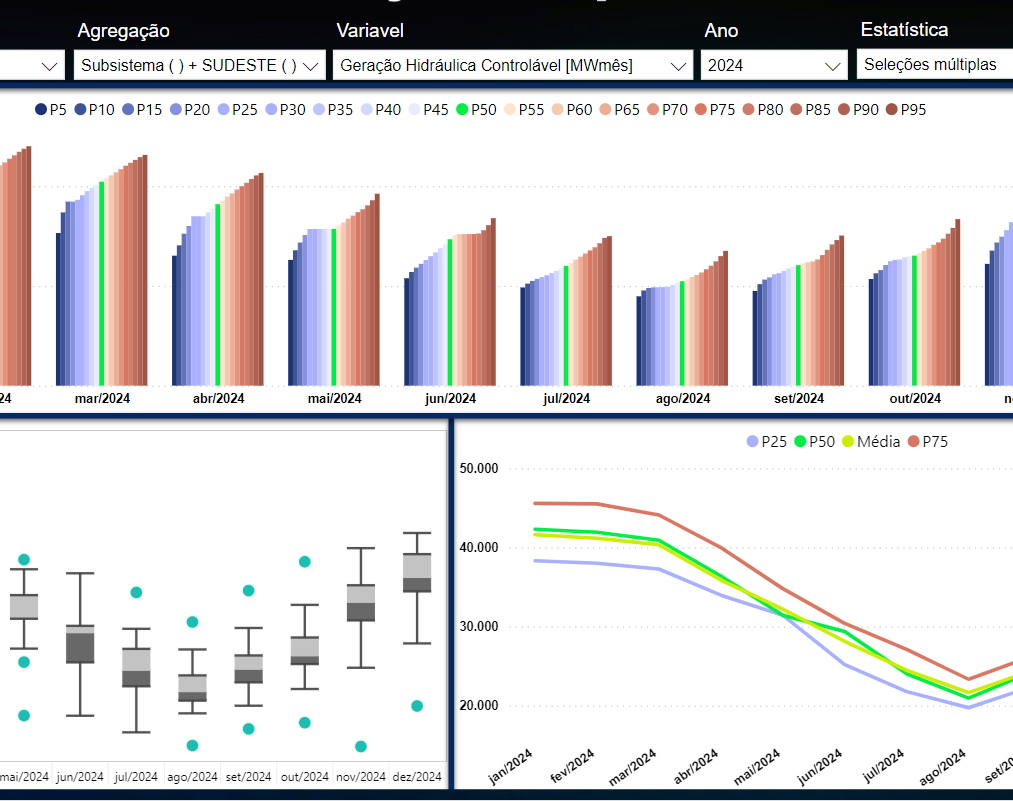 Agregação Variavel Ano Estatística
Subsistema ( ) + SUDESTE ( ) Geração Hidráulica Controlável [MWmês] 2024 Seleções múltiplas
P5 P10 P15 P20 P25 P30 P35 P40 P45 P50 P55 P60 P65 P70 P75 P80 P85 P90 P95
24 mar/2024 abr/2024 mai/2024 jun/2024 jul/2024 ago/2024 set/2024 out/2024 n
mai/2024 jun/2024 jul/2024 ago/2024 set/2024 out/2024 nov/2024 dez/2024
P25 P50 Média P75
50.000
40.000
30.000
20.000
jan/2024 fev/2024 mar/2024 abr/2024 mai/2024 jun/2024 jul/2024 ago/2024 set/20